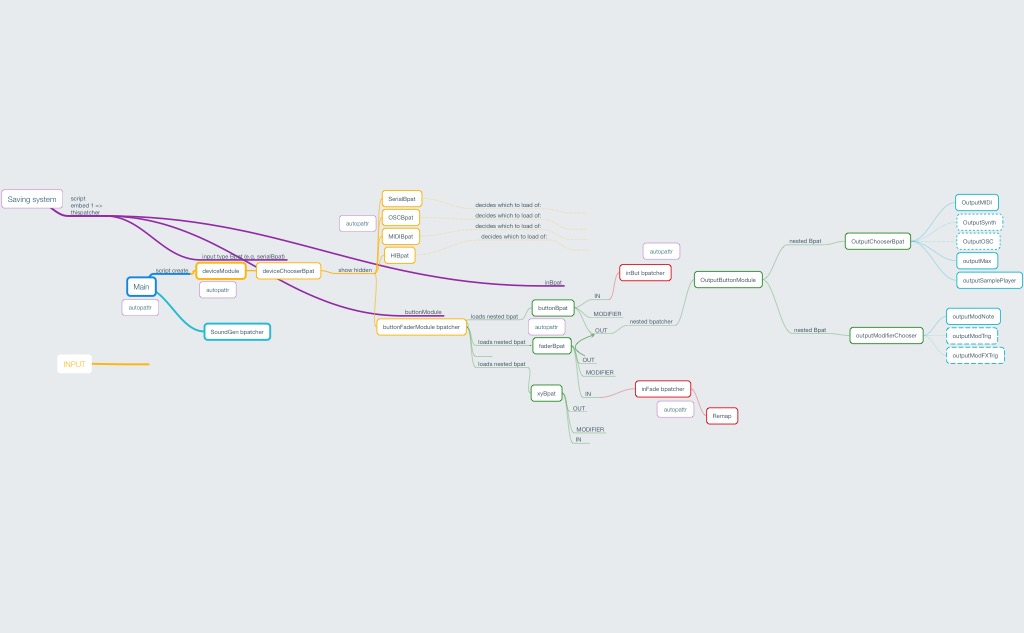 Saving system
script
embed 1 =>
thispatcher
input type Bpat (e.g. serialBpat)
inBpat
buttonModule
Main
autopattr
script create
deviceModule
autopattr
deviceChooserBpat
show hidden
SoundGen bpatcher
INPUT
autopattr
SerialBpat
OSCBpat
MIDIBpat
HIBpat
decides which to load of:
decides which to load of:
decides which to load of:
decides which to load of:
buttonFaderModule bpatcher
loads nested bpat
loads nested bpat
loads nested bpat
buttonBpat
autopattr
faderBpat
xyBpat
IN
MODIFIER
OUT
nested bpatcher
OUT
MODIFIER
IN
OUT
MODIFIER
IN
autopattr
inBut bpatcher
inFade bpatcher
autopattr
Remap
OutputButtonModule
nested Bpat
OutputChooserBpat
OutputMIDI
OutputSynth
OutputOSC
outputMax
outputSamplePlayer
nested Bpat
outputModifierChooser
outputModNote
outputModTrig
outputModFXTrig